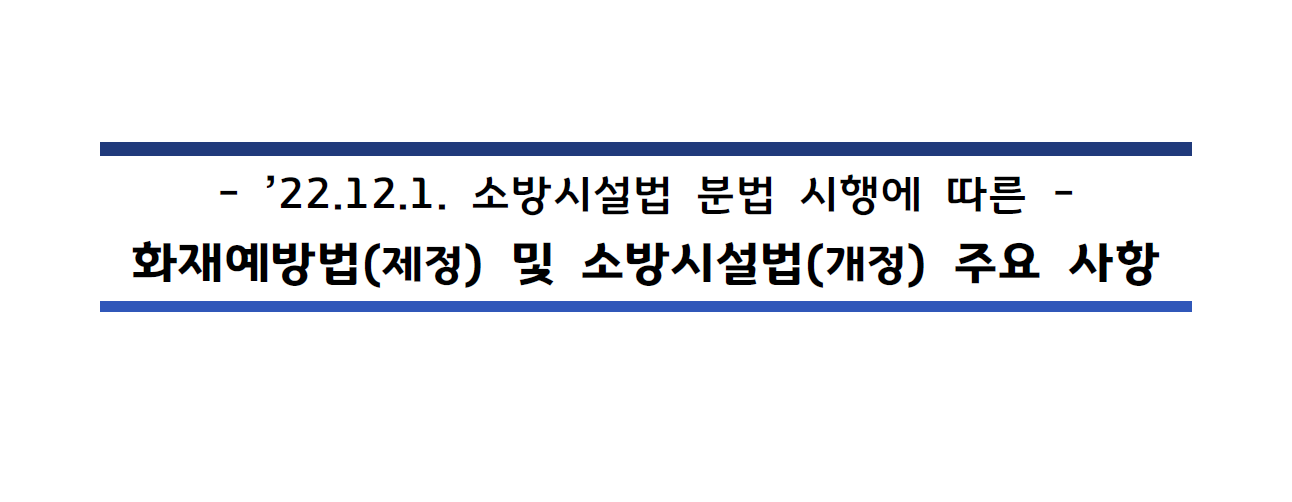 - ’22.12.1. 소방시설법 분법 시행에 따른 -
화재예방법(제정) 및 소방시설법(개정) 주요 사항